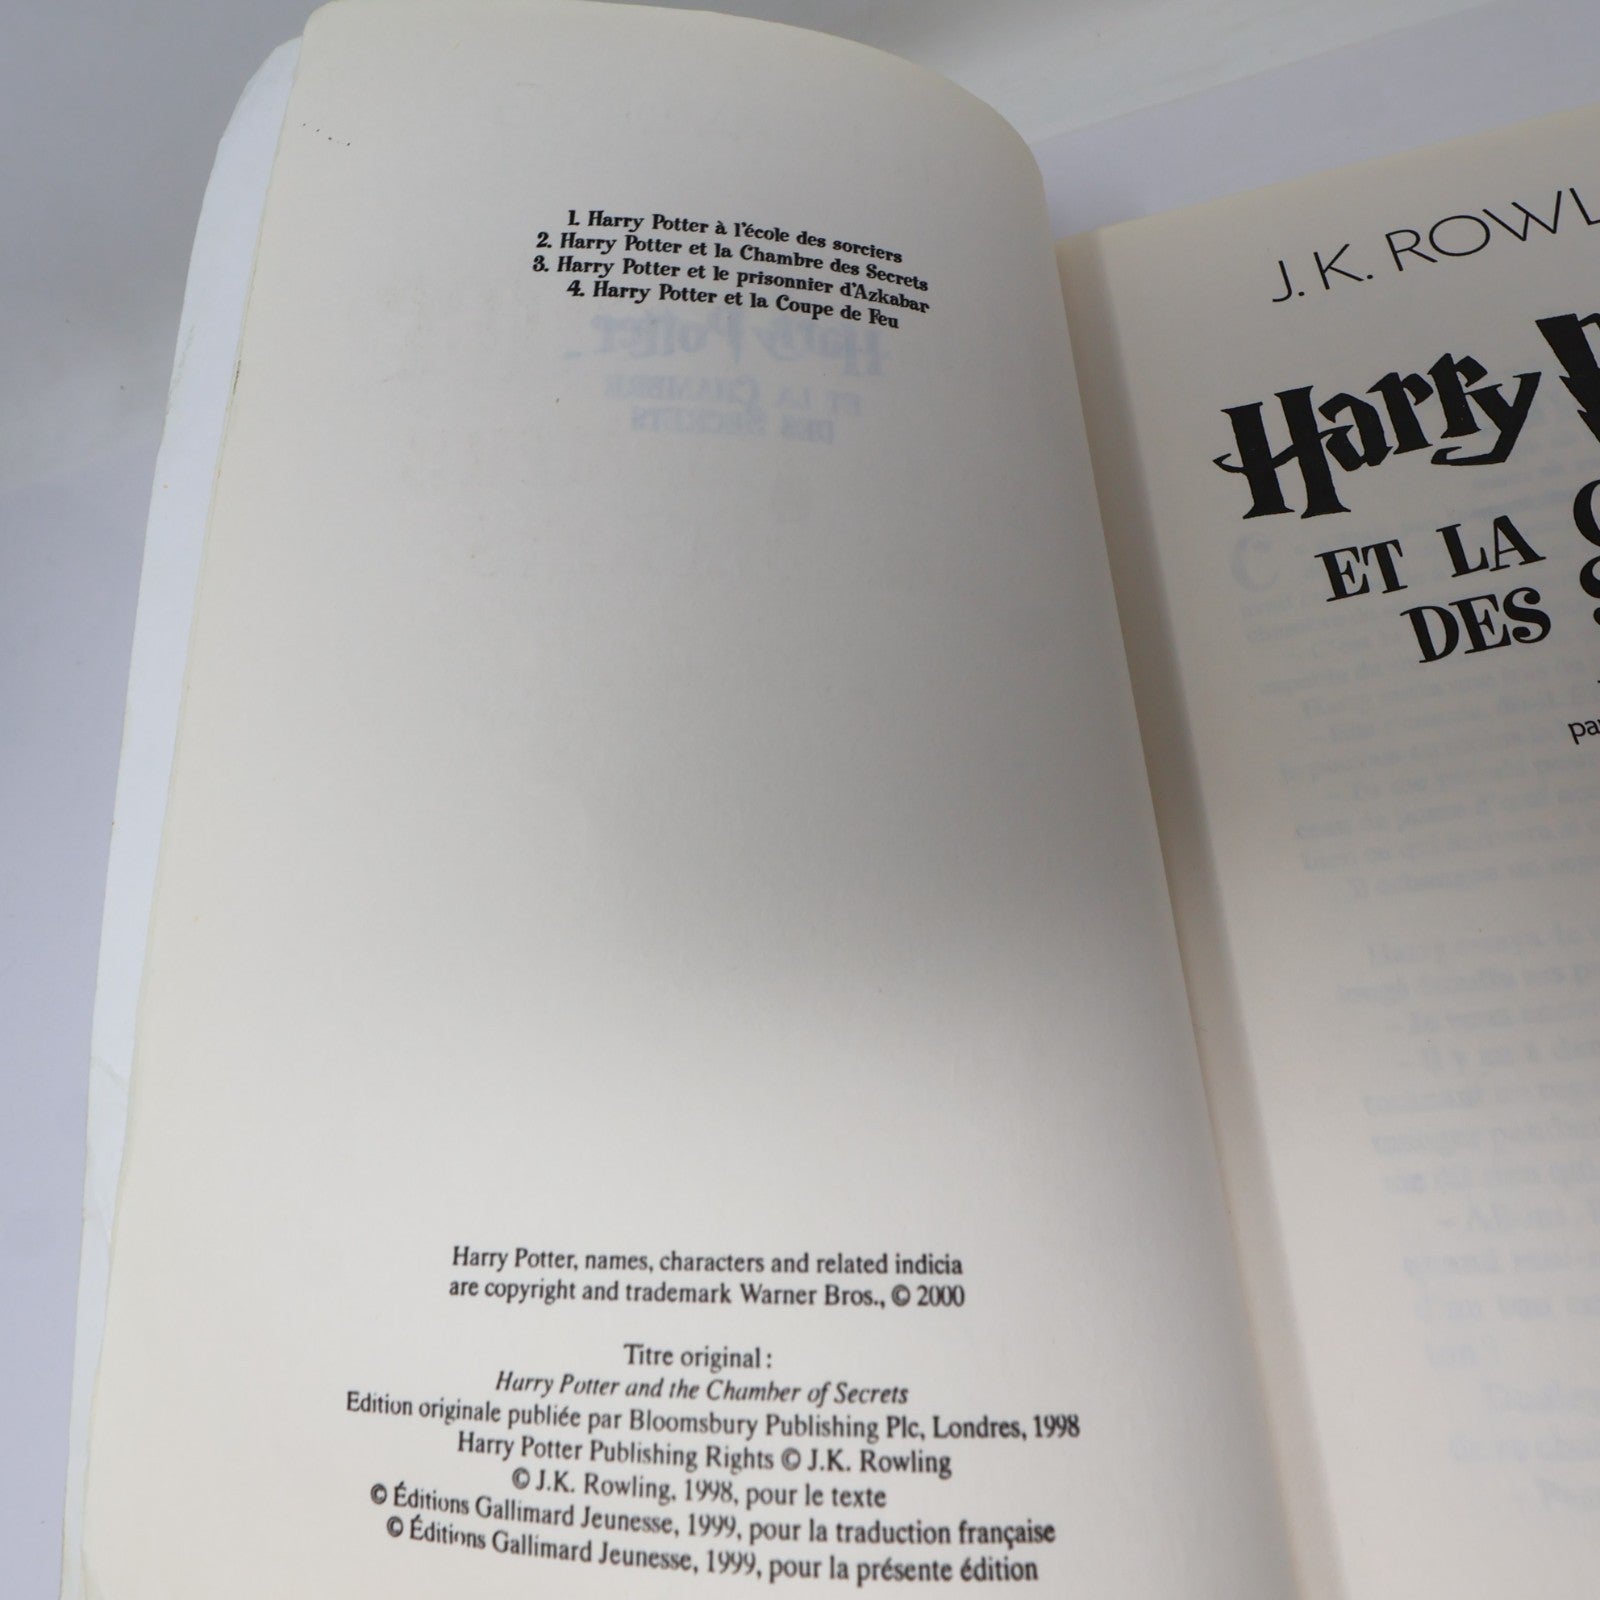 1. Harry Potter à l'école des sorciers
2. Harry Potter et la Chambre des Secrets
3. Harry Potter et le prisonnier d'Azkaban
4. Harry Potter et la Coupe de Feu
Harry Potter, names, characters and related indicia
are copyright and trademark Warner Bros., © 2000
Titre original :
Harry Potter and the Chamber of Secrets
Edition originale publiée par Bloomsbury Publishing Plc, Londres, 1998
Harry Potter Publishing Rights © J.K. Rowling
© J.K. Rowling, 1998, pour le texte
© Éditions Gallimard Jeunesse, 1999, pour la traduction française
© Éditions Gallimard Jeunesse, 1999, pour la présente édition
J. K. ROWL
Harry
ET LA
DES